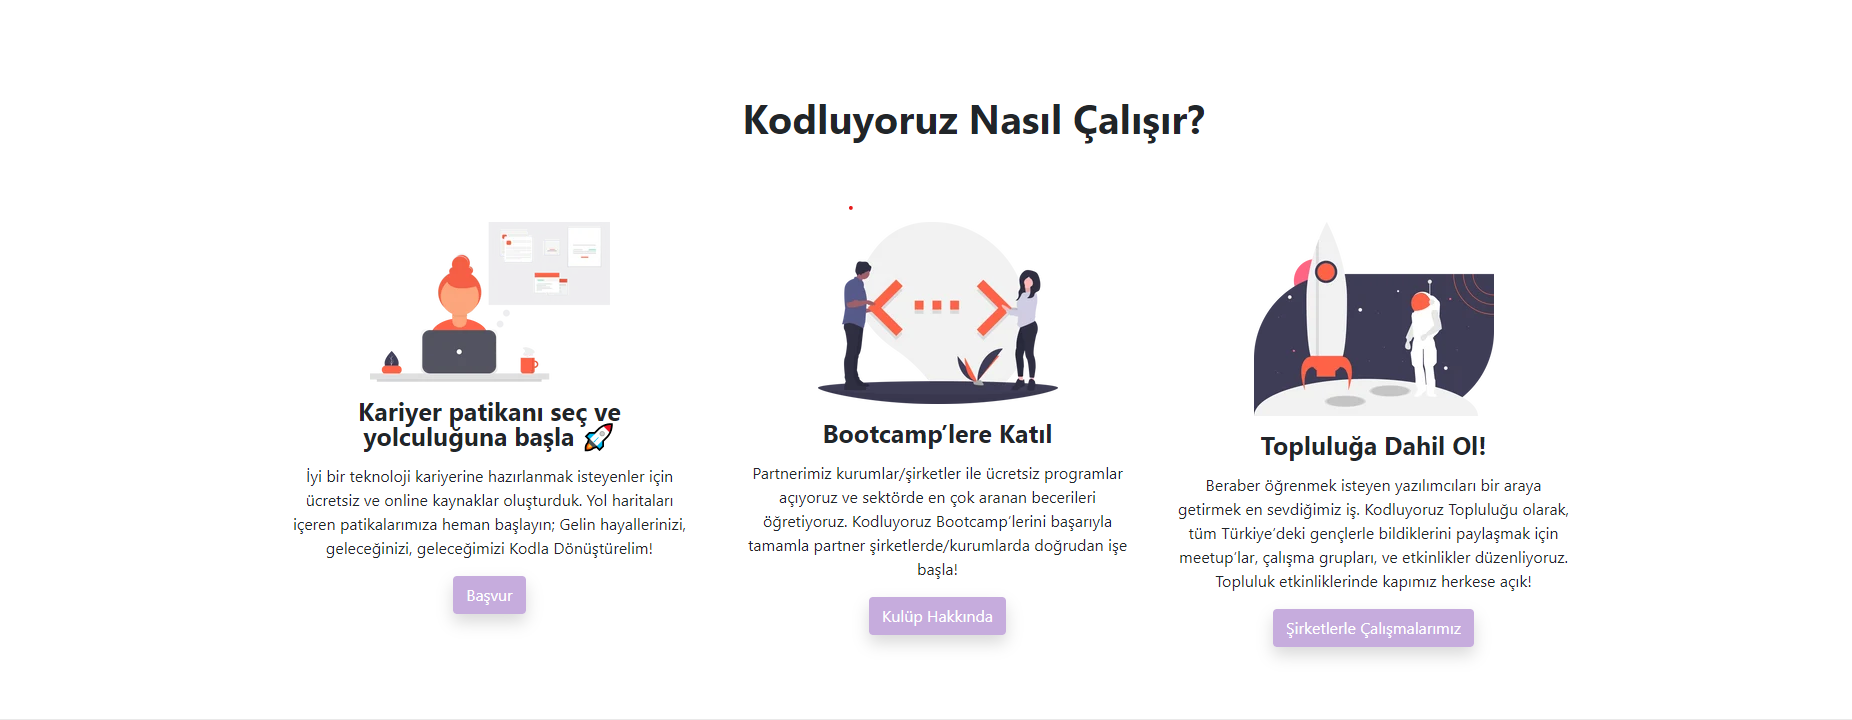 Kodluyoruz Nasıl Çalışır?
Kariyer patikanı seç ve
yolculuğuna başla 🚀
İyi bir teknoloji kariyerine hazırlanmak isteyenler için
ücretsiz ve online kaynaklar oluşturduk. Yol haritaları
içeren patikalarımıza heman başlayın; Gelin hayallerinizi,
geleceğinizi, geleceğimizi Kodla Dönüştürelim!
Başvur
Bootcamp’lere Katıl
Partnerimiz kurumlar/şirketler ile ücretsiz programlar
açıyoruz ve sektörde en çok aranan becerileri
öğretiyoruz. Kodluyoruz Bootcamp’lerini başarıyla
tamamla partner şirketlerde/kurumlarda doğrudan işe
başla!
Kulüp Hakkında
Topluluğa Dahil Ol!
Beraber öğrenmek isteyen yazılımcıları bir araya
getirmek en sevdiğimiz iş. Kodluyoruz Topluluğu olarak,
tüm Türkiye’deki gençlerle bildiklerini paylaşmak için
meetup’lar, çalışma grupları, ve etkinlikler düzenliyoruz.
Topluluk etkinliklerinde kapımız herkese açık!
Şirketlerle Çalışmalarımız